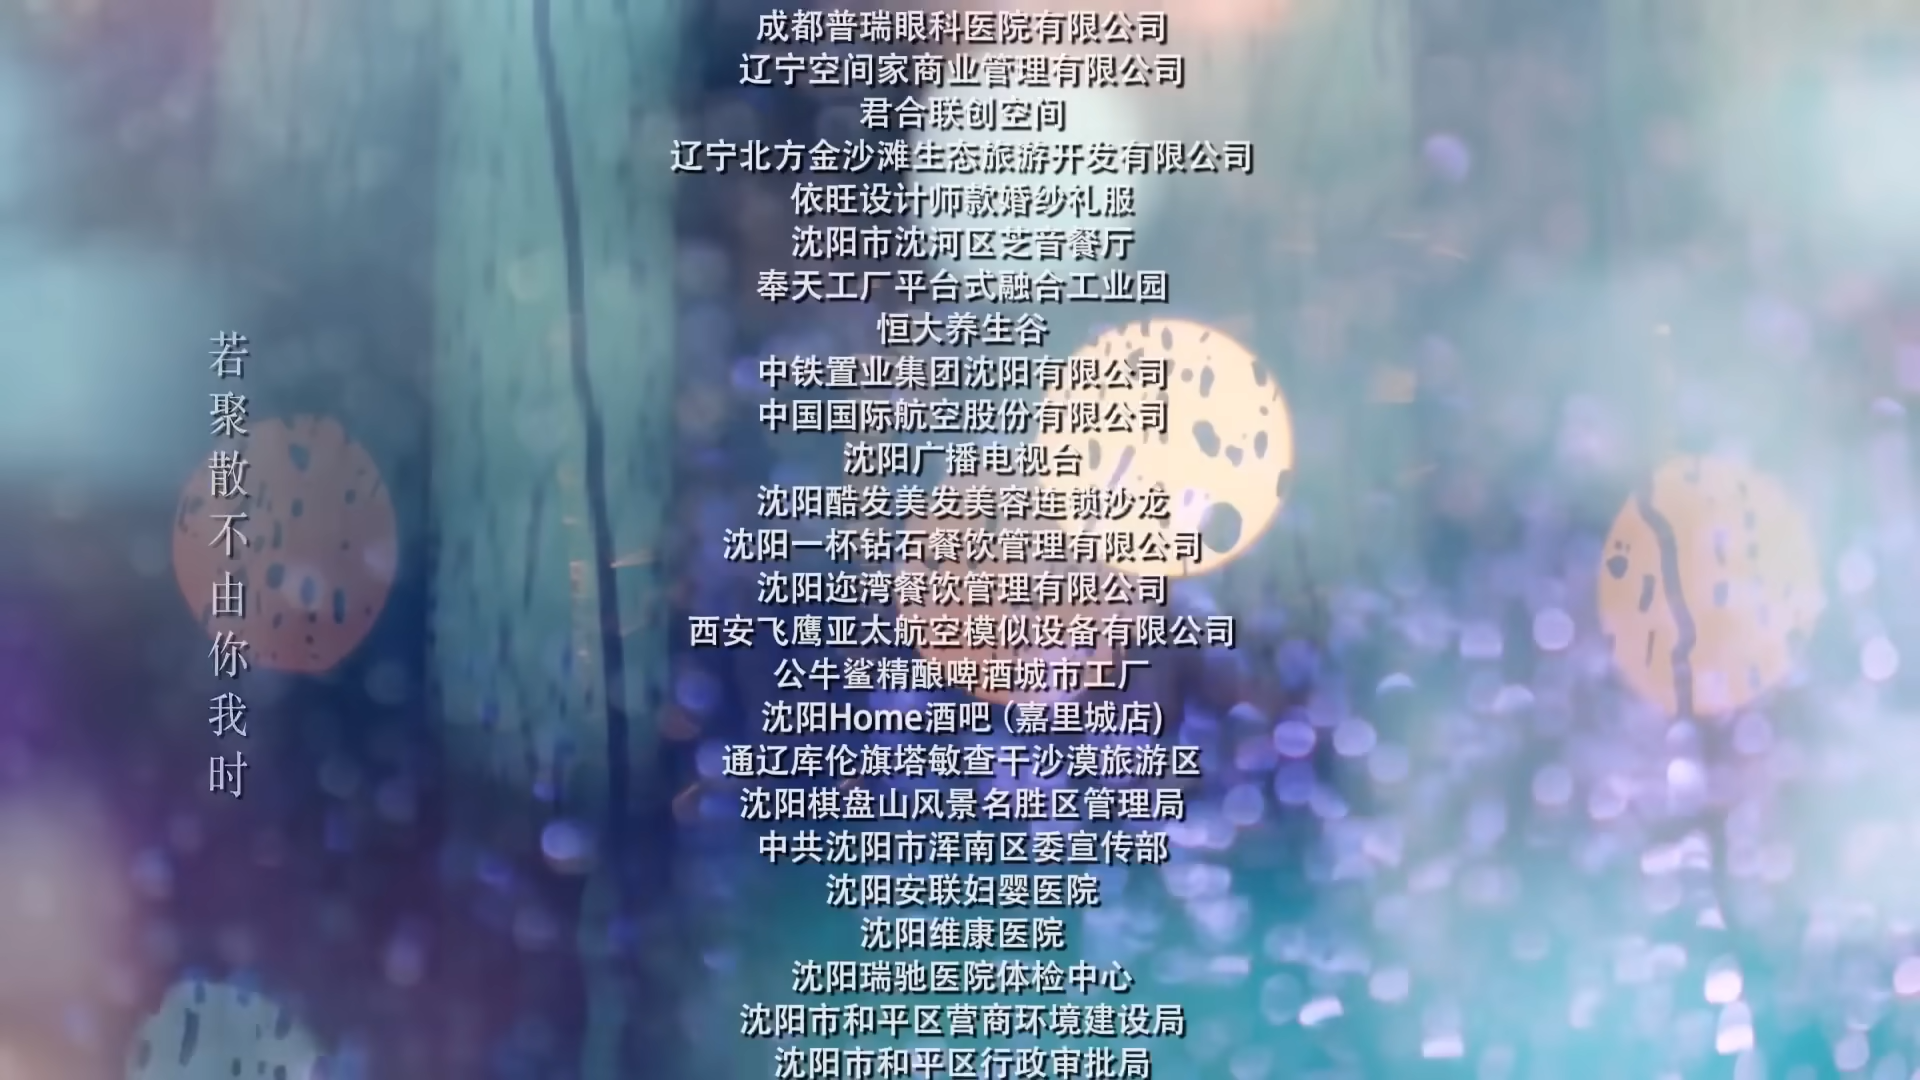 成都普瑞眼科医院有限公司
辽宁空间家商业管理有限公司
君合联创空间
辽宁北方金沙滩生态旅游开发有限公司
依旺设计师款婚纱礼服
沈阳市沈河区芝音餐厅
奉天工厂平台式融合工业园
恒大养生谷
中铁置业集团沈阳有限公司
中国国际航空股份有限公司
沈阳广播电视台
沈阳酷发美发美容连锁沙龙
沈阳一杯钻石餐饮管理有限公司
沈阳迩湾餐饮管理有限公司
西安飞鹰亚太航空模似设备有限公司
公牛鲨精酿啤酒城市工厂
沈阳Home酒吧（嘉里城店)
通辽库伦旗塔敏查干沙漠旅游区
沈阳棋盘山风景名胜区管理局
中共沈阳市浑南区委宣传部
沈阳安联妇婴医院
沈阳维康医院
沈阳瑞驰医院体检中心
沈阳市和平区营商环境建设局
沈阳市和平区行政审批局
若聚散不由你我时